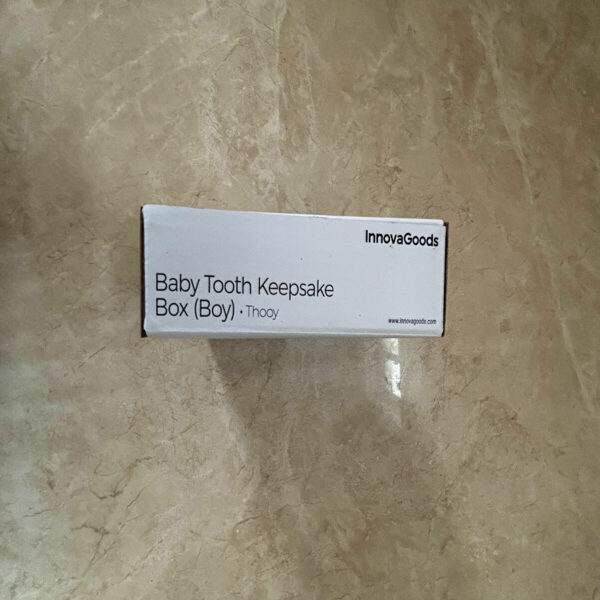 InnovaGoods
Baby Tooth Keepsake
Box (Boy) • Thooy
www.innovagoods.com